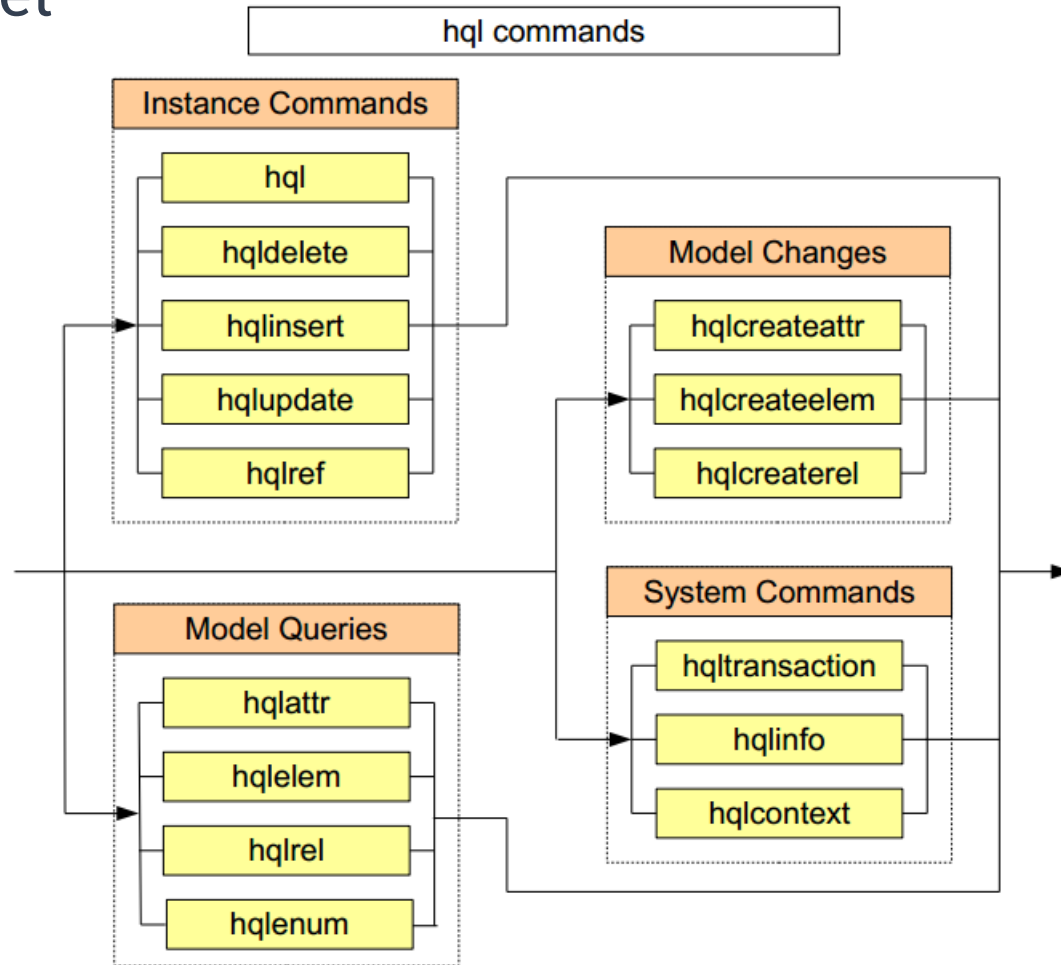 hql commands
Instance Commands
hql
hqldelete
hqlinsert
hqlupdate
hqlref
Model Changes
hqlcreateattr
hqlcreateelem
hqlcreaterel
Model Queries
hqlattr
hqlelem
hqlrel
hqlenum
System Commands
hqltransaction
hqlinfo
hqlcontext